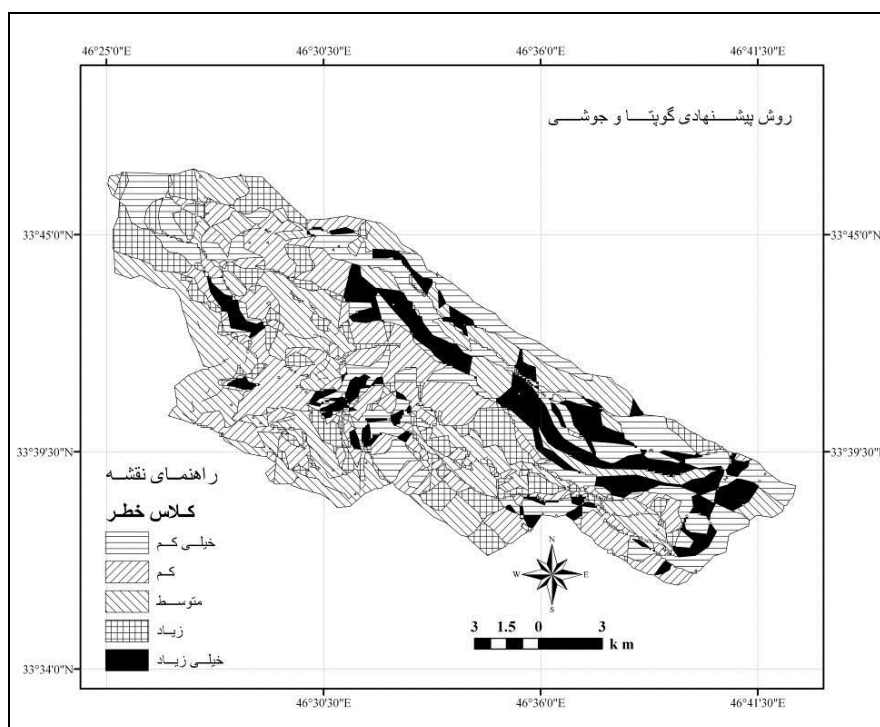 46°25'0"E 46°30'30"E 46°36'0"E 46°41'30"E
روش پیشنهادی گوپتا و جوشی
33°45'0"N 33°45'0"N
33°39'30"N 33°39'30"N
راهنمای نقشه
کلاس خطر
خیلی کم
کم
متوسط
زیاد
خیلی زیاد
N
W E
S
3 1.5 0 3
km
33°34'0"N 33°34'0"N
46°30'30"E 46°36'0"E 46°41'30"E